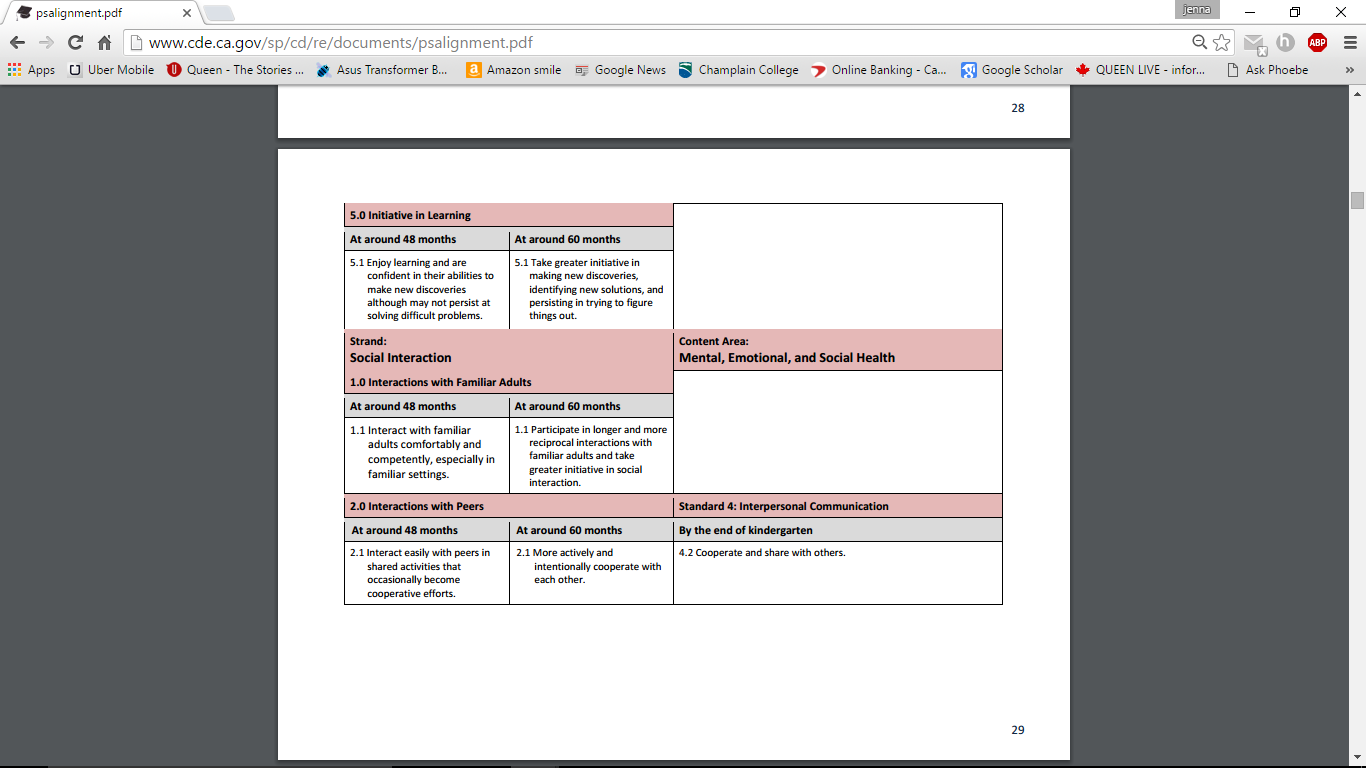 psalignment.pdf
jenna
www.cde.ca.gov/sp/cd/re/documents/psalignment.pdf
ABP
Apps Uber Mobile Queen - The Stories ... Asus Transformer B... Amazon smile Google News Champlain College Online Banking - Ca... Google Scholar QUEEN LIVE - infor... Ask Phoebe »
28
5.0 Initiative in Learning
At around 48 months
At around 60 months
5.1 Enjoy learning and are
confident in their abilities to
make new discoveries
although may not persist at
solving difficult problems.
5.1 Take greater initiative in
making new discoveries,
identifying new solutions, and
persisting in trying to figure
things out.
Strand:
Social Interaction
Content Area:
Mental, Emotional, and Social Health
1.0 Interactions with Familiar Adults
At around 48 months
At around 60 months
1.1 Interact with familiar
adults comfortably and
competently, especially in
familiar settings.
1.1 Participate in longer and more
reciprocal interactions with
familiar adults and take
greater initiative in social
interaction.
2.0 Interactions with Peers
Standard 4: Interpersonal Communication
At around 48 months
At around 60 months
By the end of kindergarten
2.1 Interact easily with peers in
shared activities that
occasionally become
cooperative efforts.
2.1 More actively and
intentionally cooperate with
each other.
4.2 Cooperate and share with others.
29